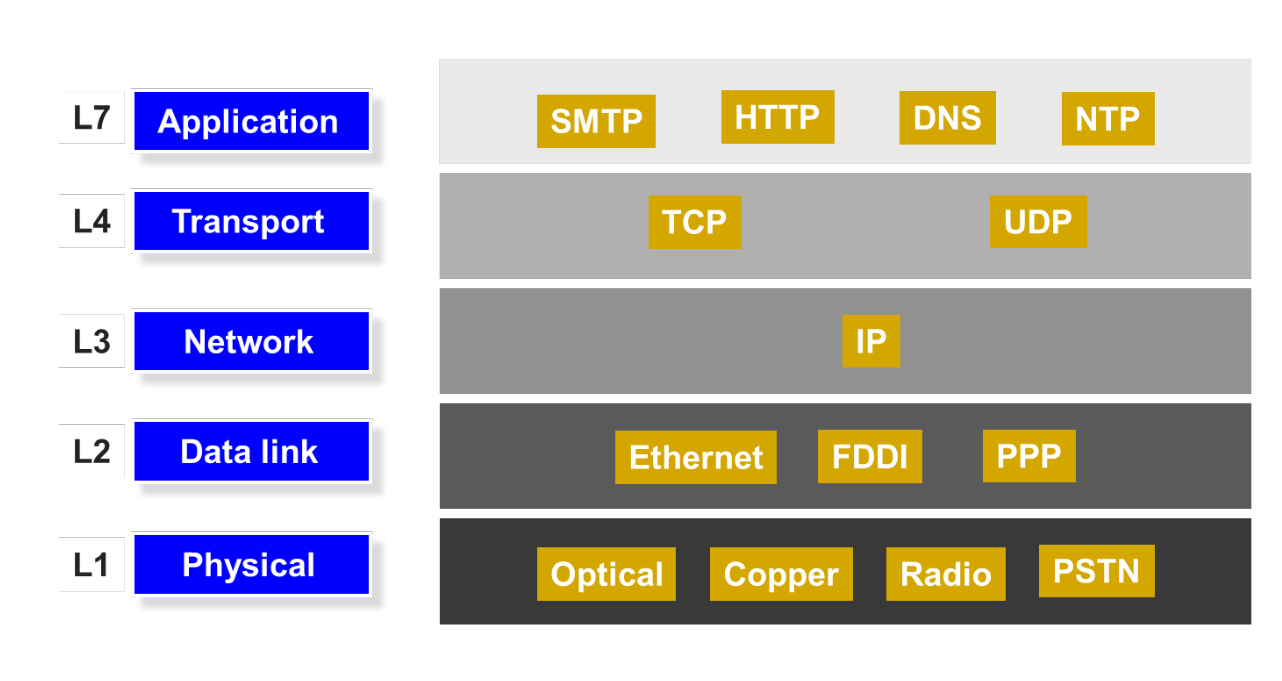 L7 Application SMTP HTTP DNS NTP
L4 Transport TCP UDP
L3 Network IP
L2 Data link Ethernet FDDI PPP
L1 Physical Optical Copper Radio PSTN